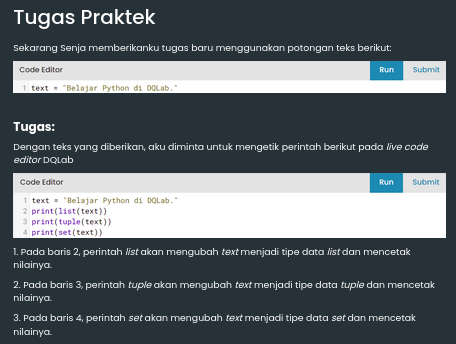 Tugas Praktek
Sekarang Senja memberikanku tugas baru menggunakan potongan teks berikut:
Code Editor Run Submit
1 text = "Belajar Python di DQLab."
Tugas:
Dengan teks yang diberikan, aku diminta untuk mengetik perintah berikut pada live code
editor DQLab
Code Editor Run Submit
1 text = "Belajar Python di DQLab."
2 print(list(text))
3 print(tuple(text))
4 print(set(text))
1. Pada baris 2, perintah list akan mengubah text menjadi tipe data list dan mencetak
nilainya.
2. Pada baris 3, perintah tuple akan mengubah text menjadi tipe data tuple dan mencetak
nilainya.
3. Pada baris 4, perintah set akan mengubah text menjadi tipe data set dan mencetak
nilainya.